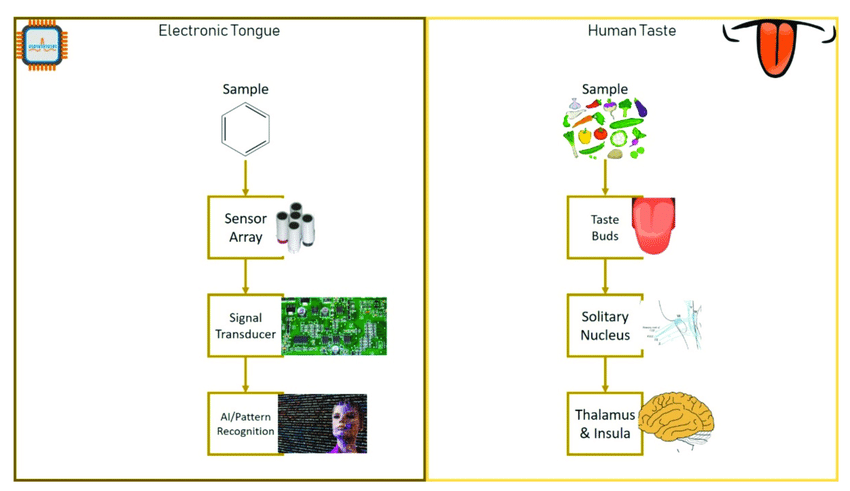 Electronic Tongue
Sample
Sensor
Array
Signal
Transducer
AI/Pattern
Recognition
Human Taste
Sample
Taste
Buds
Solitary
Nucleus
Thalamus
& Insula